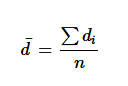 d̄ = ∑ dᵢ / n